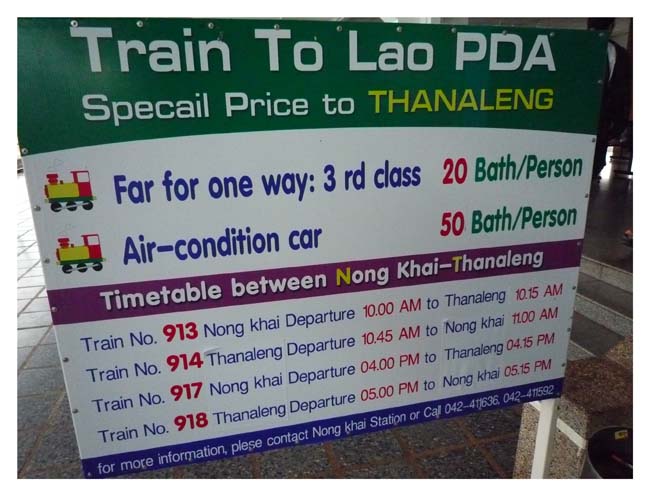 Train To Lao PDA
Specail Price to THANALENG
Far for one way: 3 rd class 20 Bath/Person
Air-condition car 50 Bath/Person
Timetable between Nong Khai-Thanaleng
Train No. 913 Nong khai Departure 10.00 AM to Thanaleng 10.15 AM
Train No. 914 Thanaleng Departure 10.45 AM to Nong khai 11.00 AM
Train No. 917 Nong khai Departure 04.00 PM to Thanaleng 04.15 PM
Train No. 918 Thanaleng Departure 05.00 PM to Nong khai 05.15 PM
for more information, plese contact Nong khai Station or Call 042-411636, 042-411592